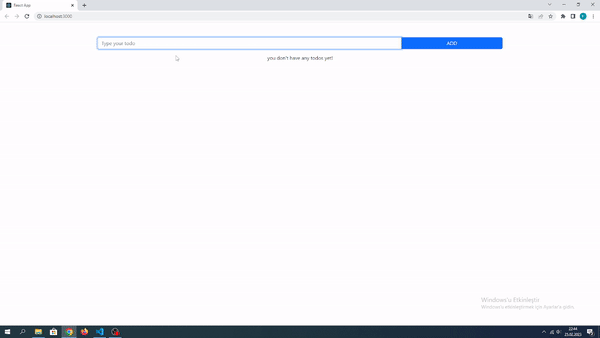 React App
localhost:3000
type your todo
ADD
you don't have any todos yet!
Windows'u Etkinleştir
Windows'u etkinleştirmek için Ayarlar'a gidin.
22:44
25.02.2023